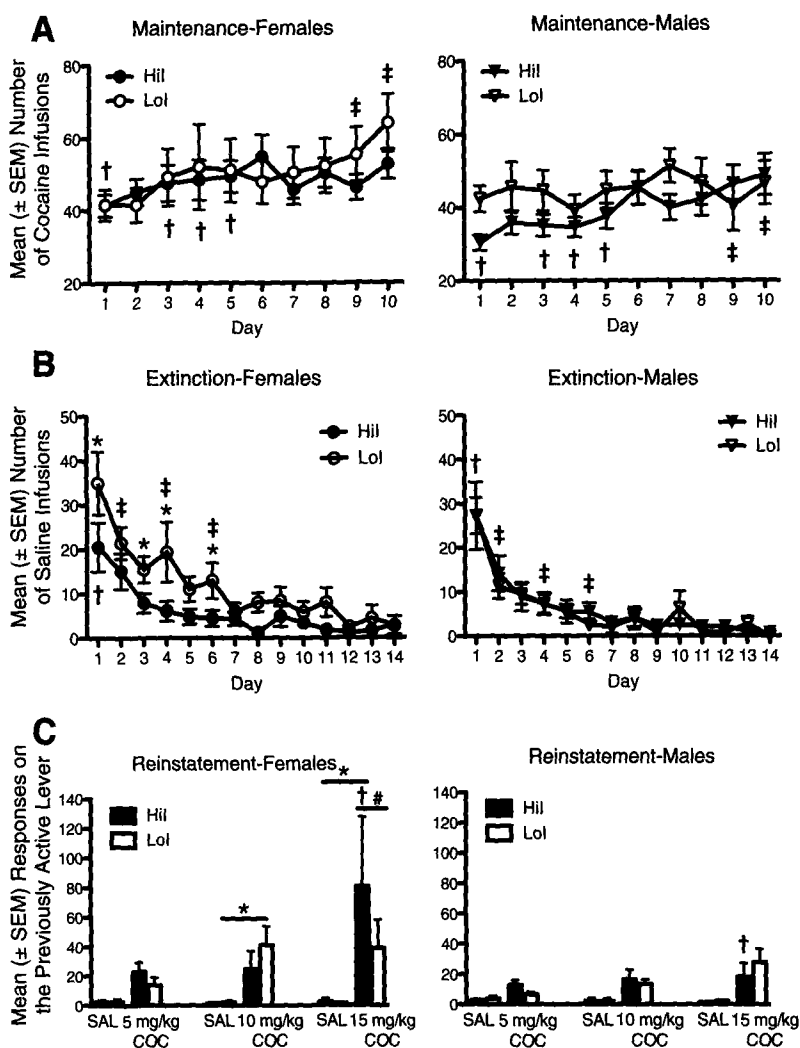 A
Maintenance-Females
Maintenance-Males
Mean (± SEM) Number
of Cocaine Infusions
80
60
40
20
HiI
LoI
†
† † †
‡
‡
1 2 3 4 5 6 7 8 9 10
Day
80
60
40
20
HiI
LoI
†
† † †
‡
‡
1 2 3 4 5 6 7 8 9 10
Day
B
Extinction-Females
Extinction-Males
Mean (± SEM) Number
of Saline Infusions
50
40
30
20
10
0
HiI
LoI
*
†
‡
*
‡
*
‡
*
1 2 3 4 5 6 7 8 9 10 11 12 13 14
Day
50
40
30
20
10
0
HiI
LoI
†
‡
‡
‡
1 2 3 4 5 6 7 8 9 10 11 12 13 14
Day
C
Reinstatement-Females
Reinstatement-Males
Mean (± SEM) Responses on
the Previously Active Lever
140
120
100
80
60
40
20
0
HiI
LoI
*
*
† #
SAL 5 mg/kg SAL 10 mg/kg SAL 15 mg/kg
COC COC COC
140
120
100
80
60
40
20
0
HiI
LoI
†
SAL 5 mg/kg SAL 10 mg/kg SAL 15 mg/kg
COC COC COC